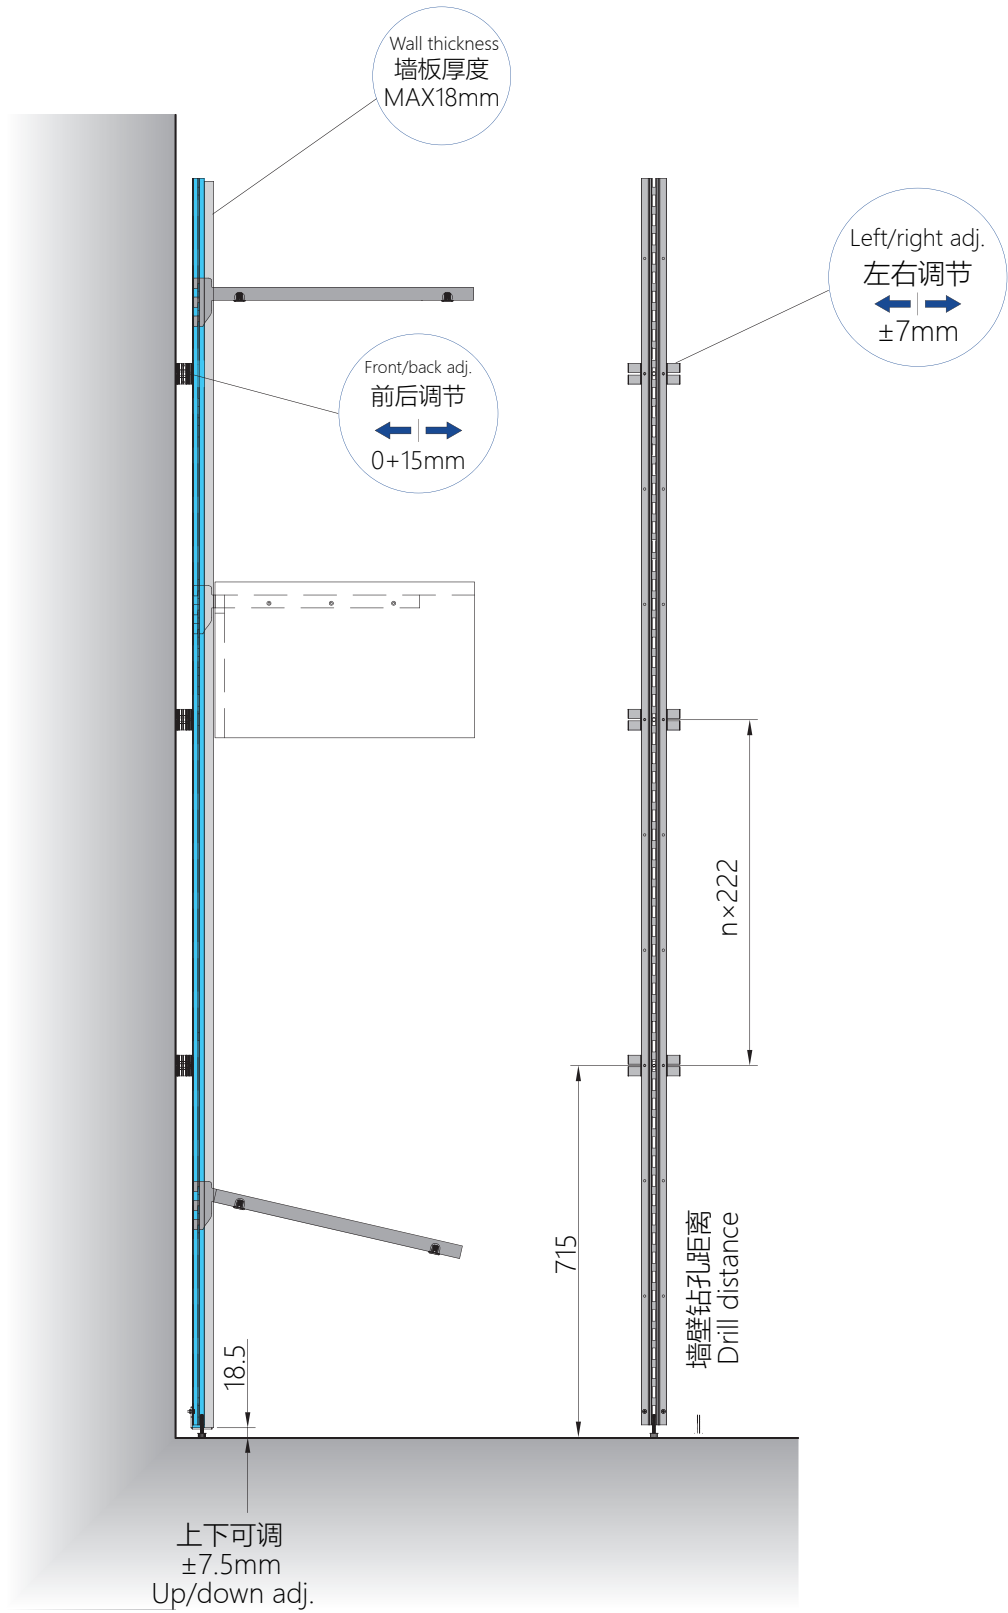 Wall thickness
墙板厚度
MAX18mm
Left/right adj.
左右调节
±7mm
Front/back adj.
前后调节
0+15mm
n×222
715
墙壁钻孔距离
Drill distance
18.5
上下可调
±7.5mm
Up/down adj.